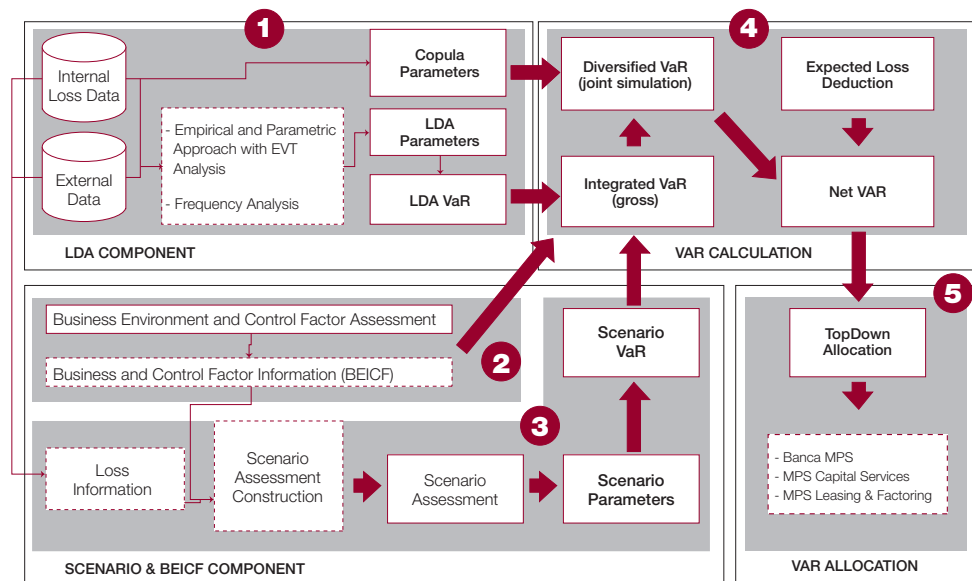 1
Internal
Loss Data
External
Data
- Empirical and Parametric
Approach with EVT
Analysis
- Frequency Analysis
Copula
Parameters
LDA
Parameters
LDA VaR
LDA COMPONENT
4
Diversified VaR
(joint simulation)
Expected Loss
Deduction
Integrated VaR
(gross)
Net VAR
VAR CALCULATION
Business Environment and Control Factor Assessment
Business and Control Factor Information (BEICF)
2
3
Loss
Information
Scenario
Assessment
Construction
Scenario
Assessment
Scenario
Parameters
Scenario
VaR
SCENARIO & BEICF COMPONENT
5
TopDown
Allocation
- Banca MPS
- MPS Capital Services
- MPS Leasing & Factoring
VAR ALLOCATION